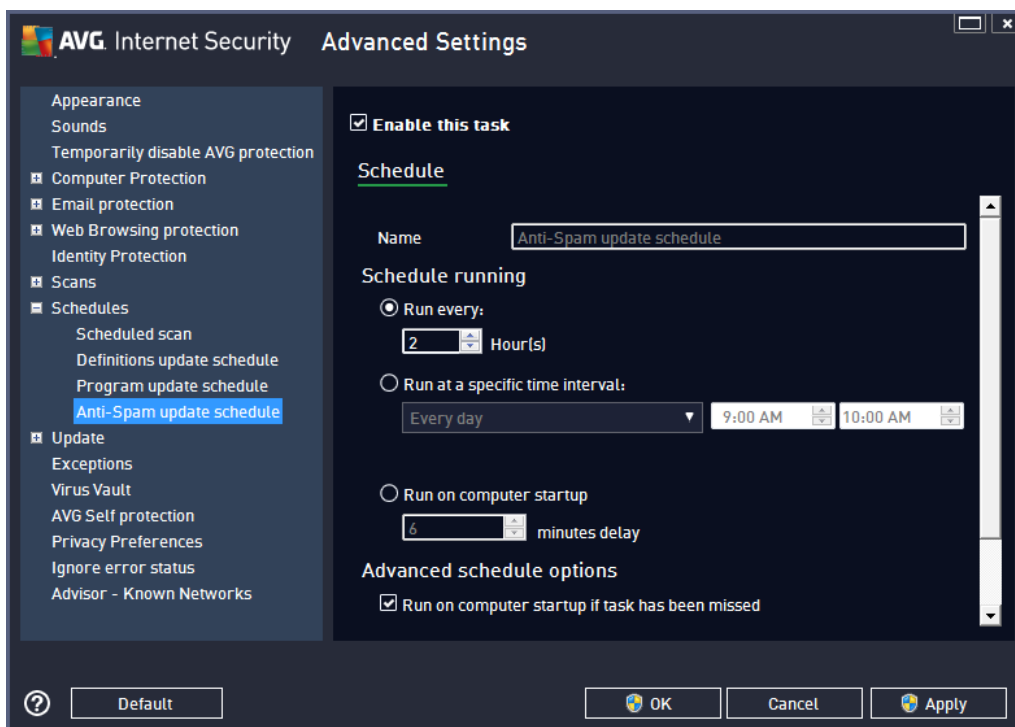 AVG. Internet Security Advanced Settings
Appearance
Sounds
Temporarily disable AVG protection
Computer Protection
Email protection
Web Browsing protection
Identity Protection
Scans
Schedules
Scheduled scan
Definitions update schedule
Program update schedule
Anti-Spam update schedule
Update
Exceptions
Virus Vault
AVG Self protection
Privacy Preferences
Ignore error status
Advisor - Known Networks
Enable this task
Schedule
Name Anti-Spam update schedule
Schedule running
Run every:
2 Hour(s)
Run at a specific time interval:
Every day 9:00 AM 10:00 AM
Run on computer startup
6 minutes delay
Advanced schedule options
Run on computer startup if task has been missed
? Default OK Cancel Apply